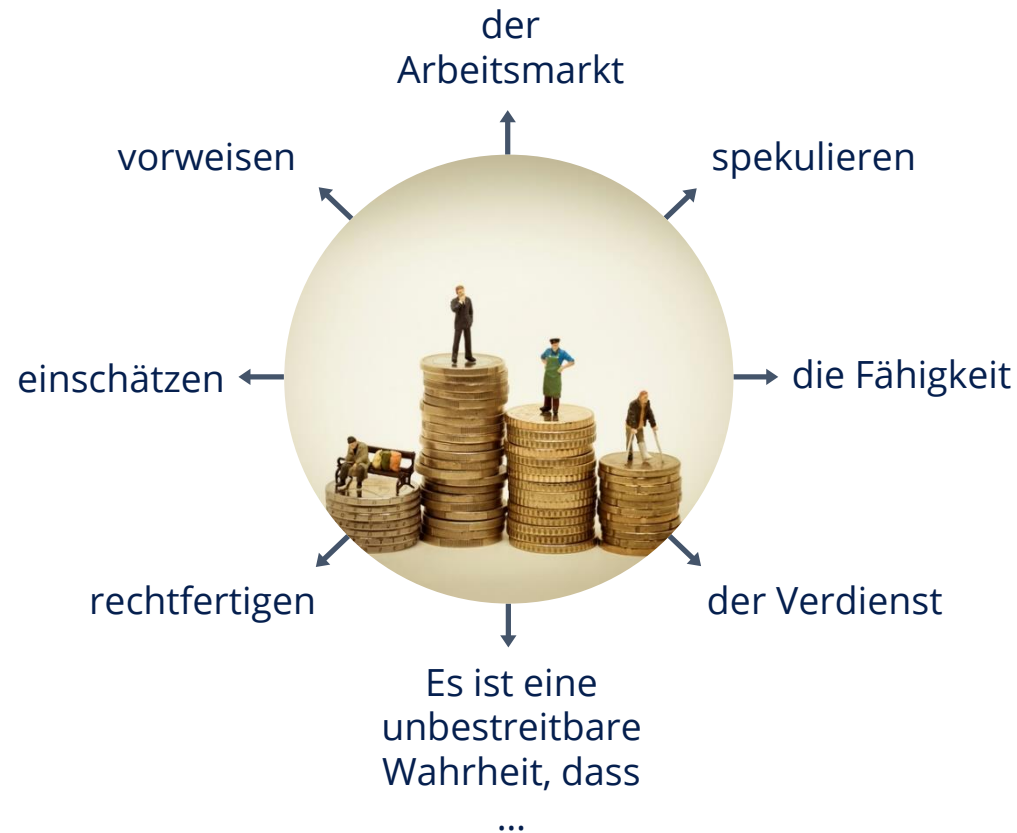 der
Arbeitsmarkt
vorweisen
spekulieren
einschätzen
die Fähigkeit
rechtfertigen
der Verdienst
Es ist eine
unbestreitbare
Wahrheit, dass
...